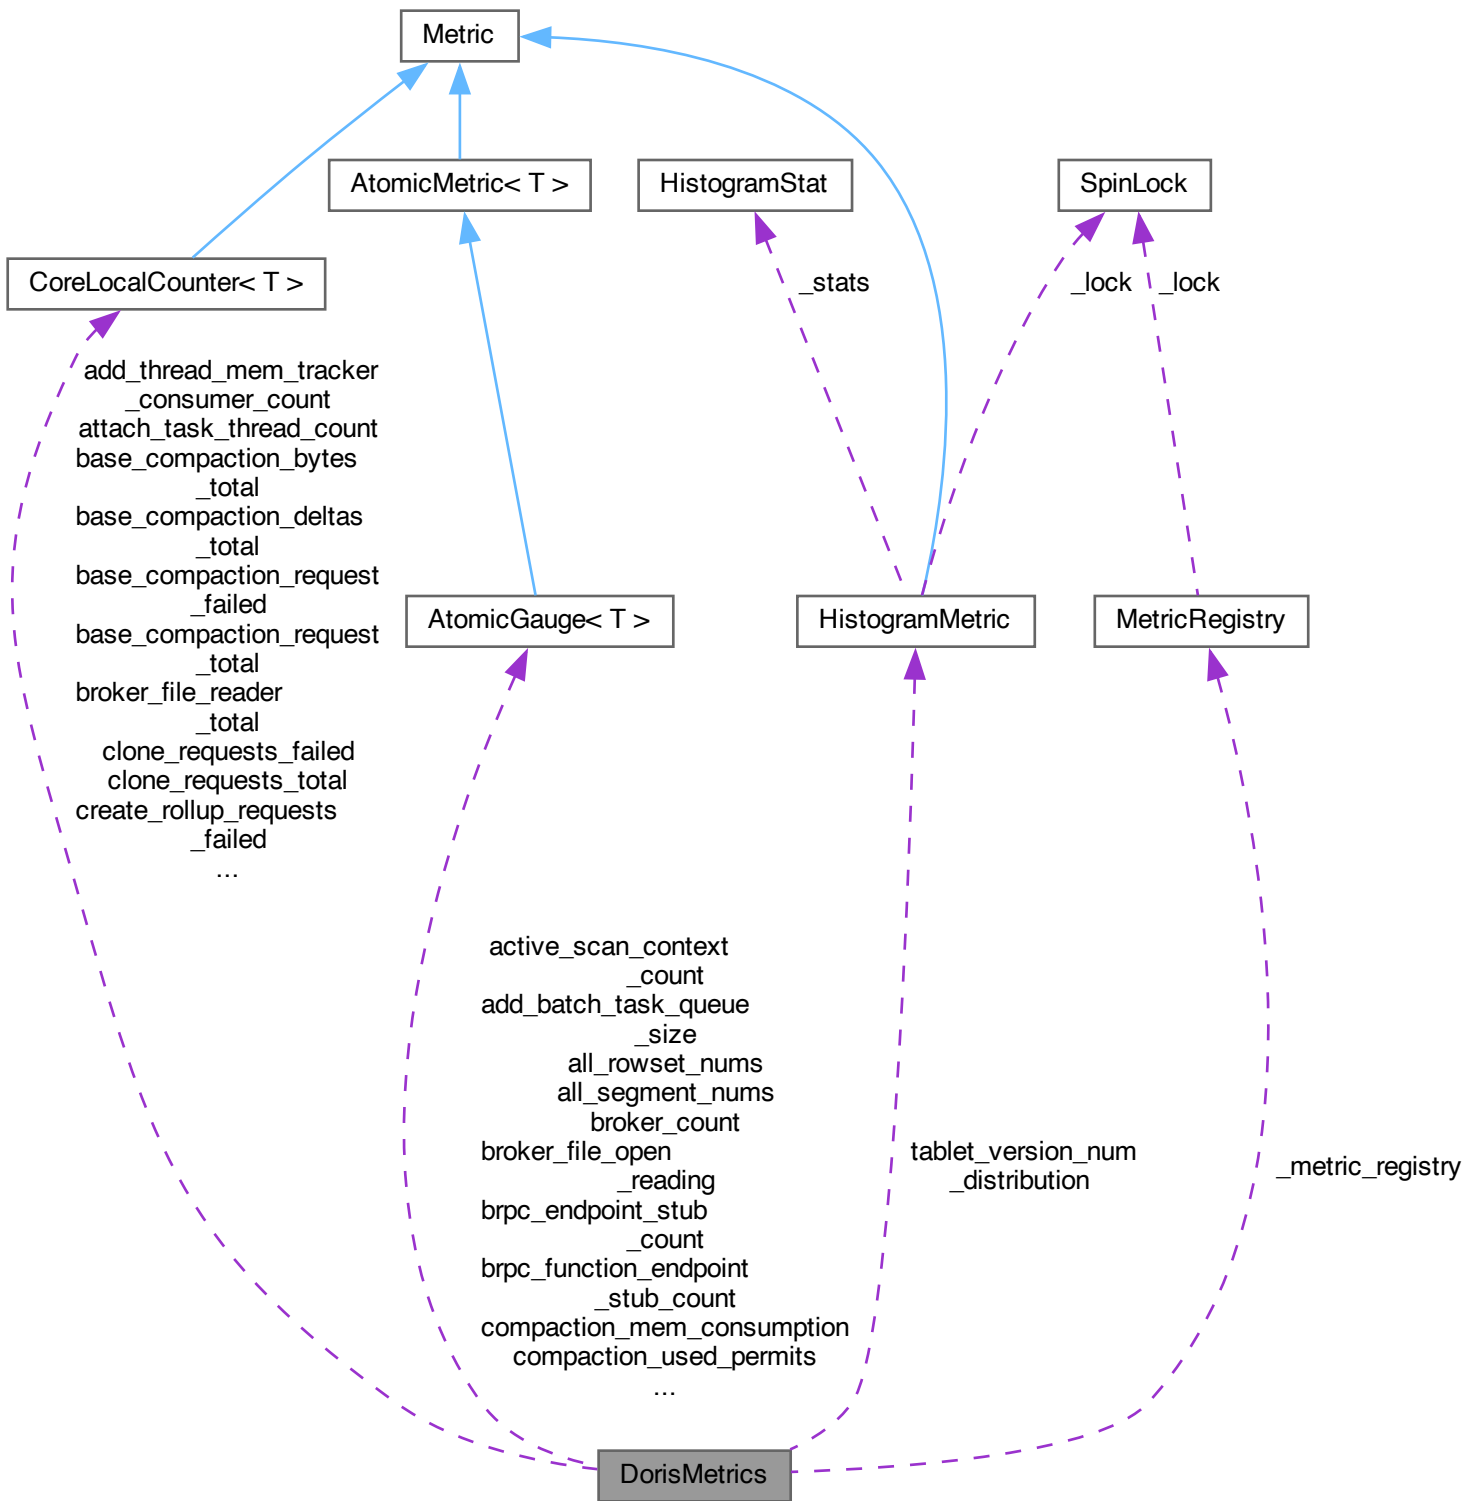 Metric
AtomicMetric< T >
HistogramStat
SpinLock
CoreLocalCounter< T >
_stats
_lock
_lock
add_thread_mem_tracker
_consumer_count
attach_task_thread_count
base_compaction_bytes
_total
base_compaction_deltas
_total
base_compaction_request
_failed
base_compaction_request
_total
broker_file_reader
_total
clone_requests_failed
clone_requests_total
create_rollup_requests
_failed
...
AtomicGauge< T >
HistogramMetric
MetricRegistry
active_scan_context
_count
add_batch_task_queue
_size
all_rowset_nums
all_segment_nums
broker_count
broker_file_open
_reading
brpc_endpoint_stub
_count
brpc_function_endpoint
_stub_count
compaction_mem_consumption
compaction_used_permits
...
tablet_version_num
_distribution
_metric_registry
DorisMetrics